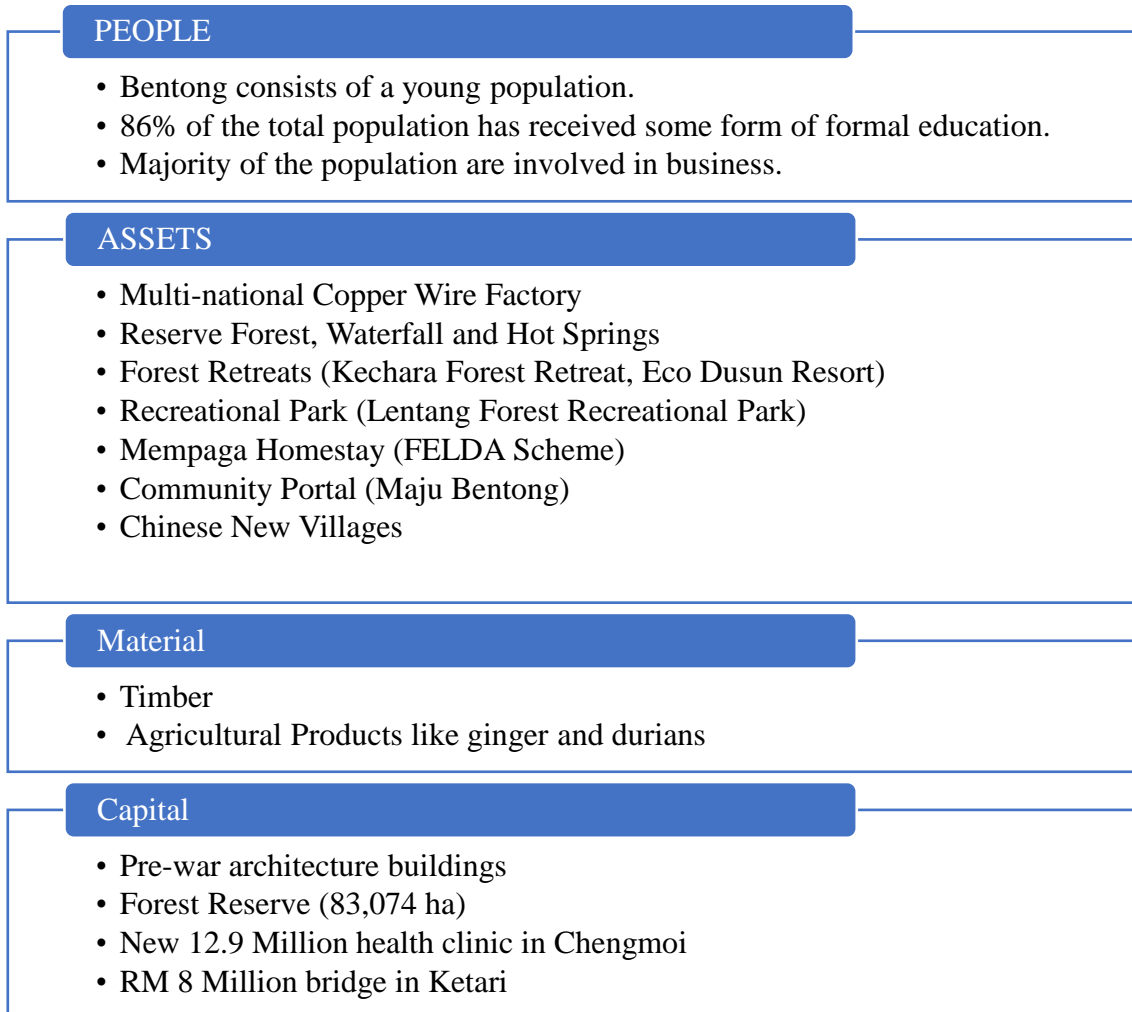 PEOPLE
• Bentong consists of a young population.
• 86% of the total population has received some form of formal education.
• Majority of the population are involved in business.
ASSETS
• Multi-national Copper Wire Factory
• Reserve Forest, Waterfall and Hot Springs
• Forest Retreats (Kechara Forest Retreat, Eco Dusun Resort)
• Recreational Park (Lentang Forest Recreational Park)
• Mempaga Homestay (FELDA Scheme)
• Community Portal (Maju Bentong)
• Chinese New Villages
Material
• Timber
• Agricultural Products like ginger and durians
Capital
• Pre-war architecture buildings
• Forest Reserve (83,074 ha)
• New 12.9 Million health clinic in Chengmoi
• RM 8 Million bridge in Ketari